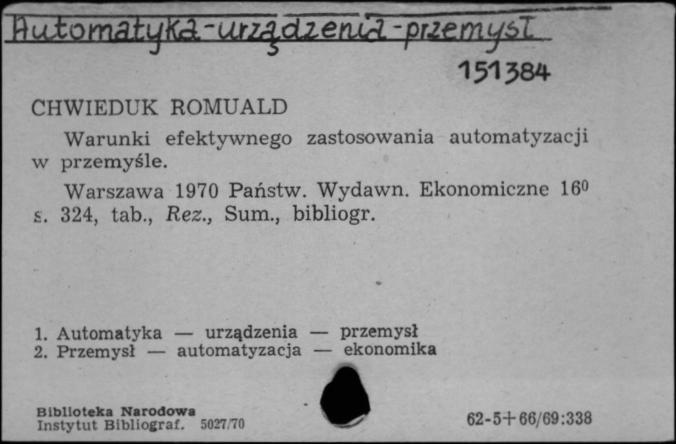 Automatyka-urządzenia-przemysł
151384
CHWIEDUK ROMUALD
Warunki efektywnego zastosowania automatyzacji
w przemyśle.
Warszawa 1970 Państw. Wydawn. Ekonomiczne 16⁰
s. 324, tab., Rez., Sum., bibliogr.
1. Automatyka — urządzenia — przemysł
2. Przemysł — automatyzacja — ekonomika
Biblioteka Narodowa
Instytut Bibliograf. 5027/70
62-5+66/69:338